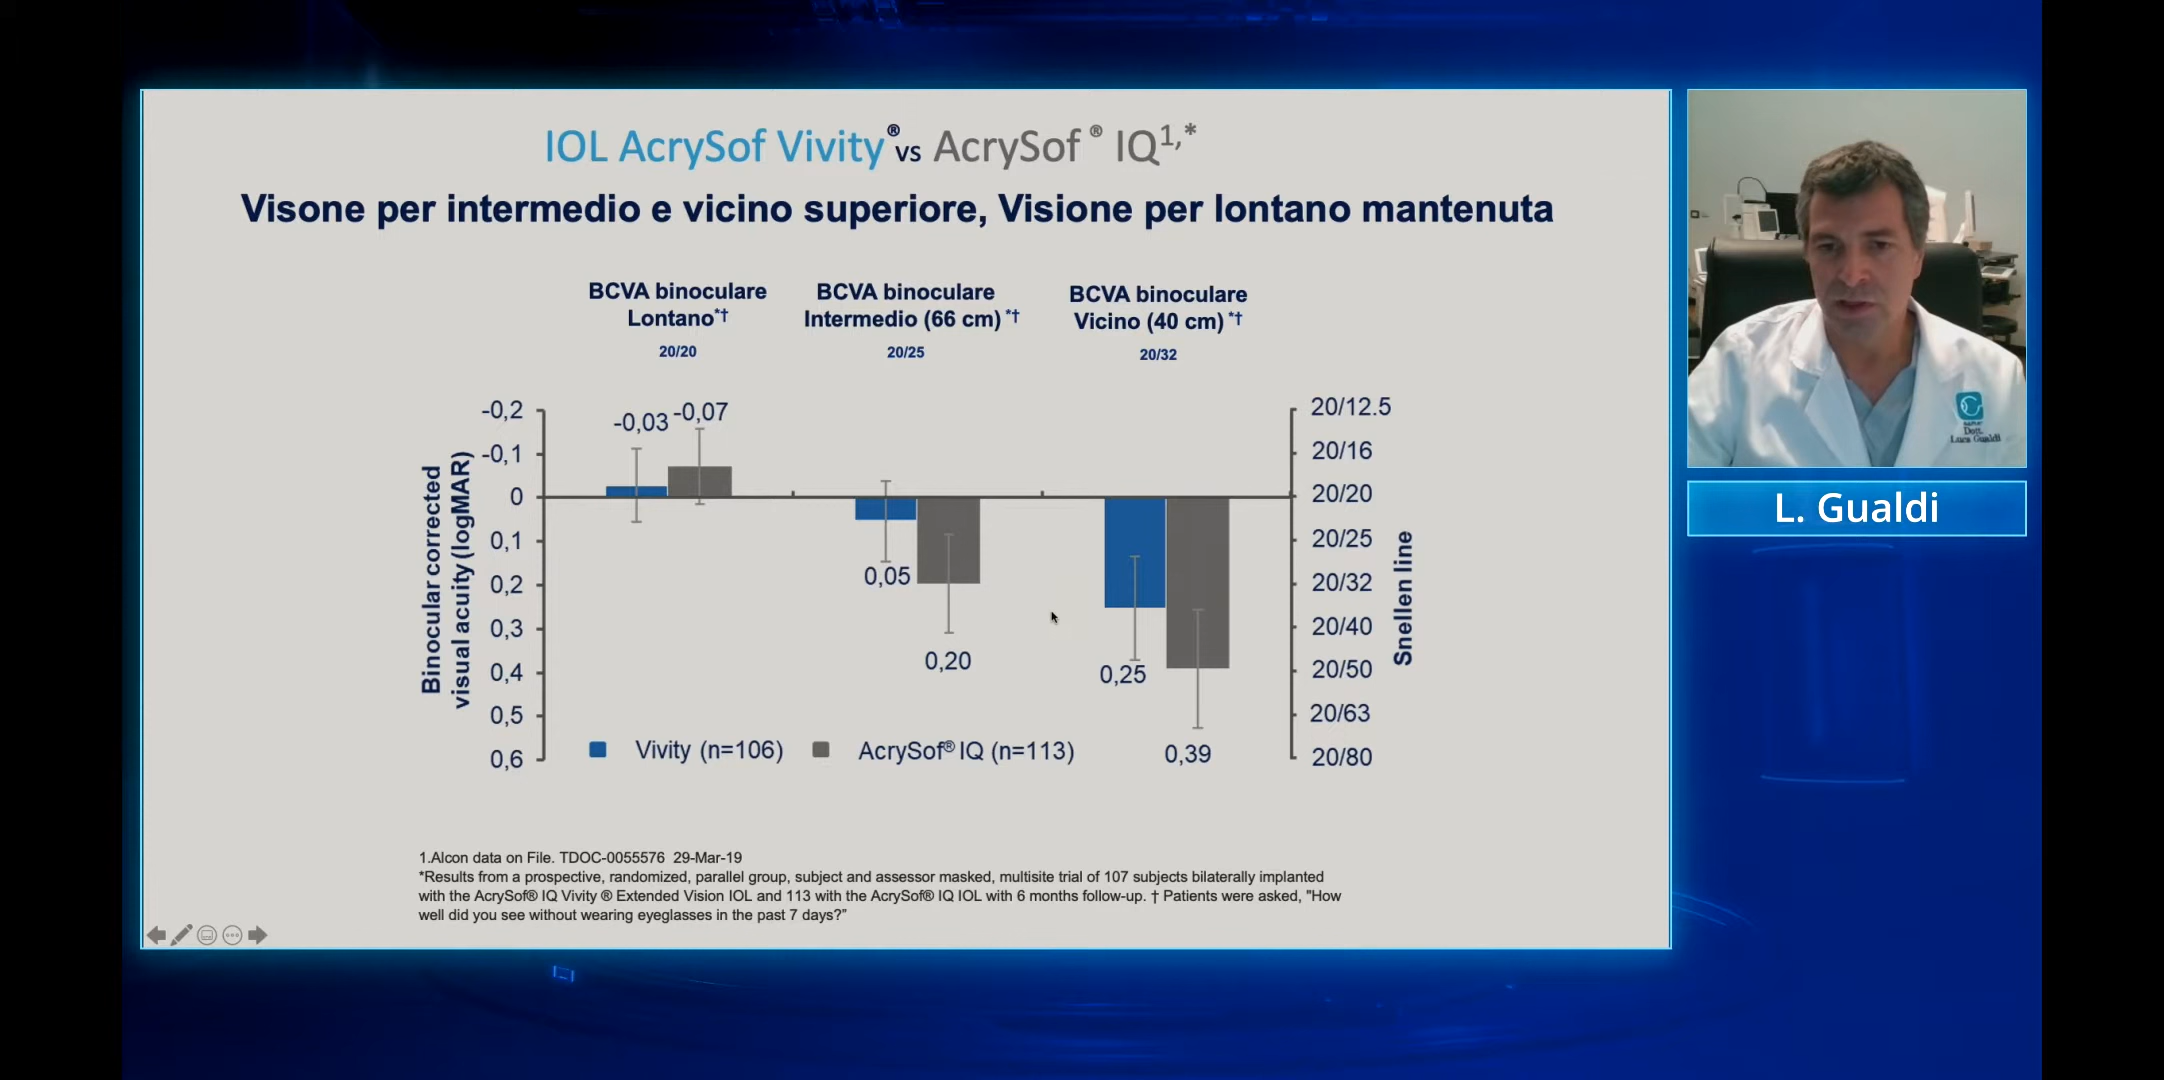 IOL AcrySof Vivity® vs AcrySof® IQ1,*
Visone per intermedio e vicino superiore, Visione per lontano mantenuta
BCVA binoculare
Lontano*†
20/20
BCVA binoculare
Intermedio (66 cm) *†
20/25
BCVA binoculare
Vicino (40 cm) *†
20/32
Binocular corrected
visual acuity (logMAR)
-0,2
-0,1
0
0,1
0,2
0,3
0,4
0,5
0,6
-0,03
-0,07
0,05
0,20
0,25
0,39
20/12.5
20/16
20/20
20/25
20/32
20/40
20/50
20/63
20/80
Snellen line
Vivity (n=106)
AcrySof® IQ (n=113)
1.Alcon data on File. TDOC-0055576 29-Mar-19
*Results from a prospective, randomized, parallel group, subject and assessor masked, multisite trial of 107 subjects bilaterally implanted
with the AcrySof® IQ Vivity ® Extended Vision IOL and 113 with the AcrySof® IQ IOL with 6 months follow-up. † Patients were asked, "How
well did you see without wearing eyeglasses in the past 7 days?"
Dott.
Luca Gualdi
L. Gualdi